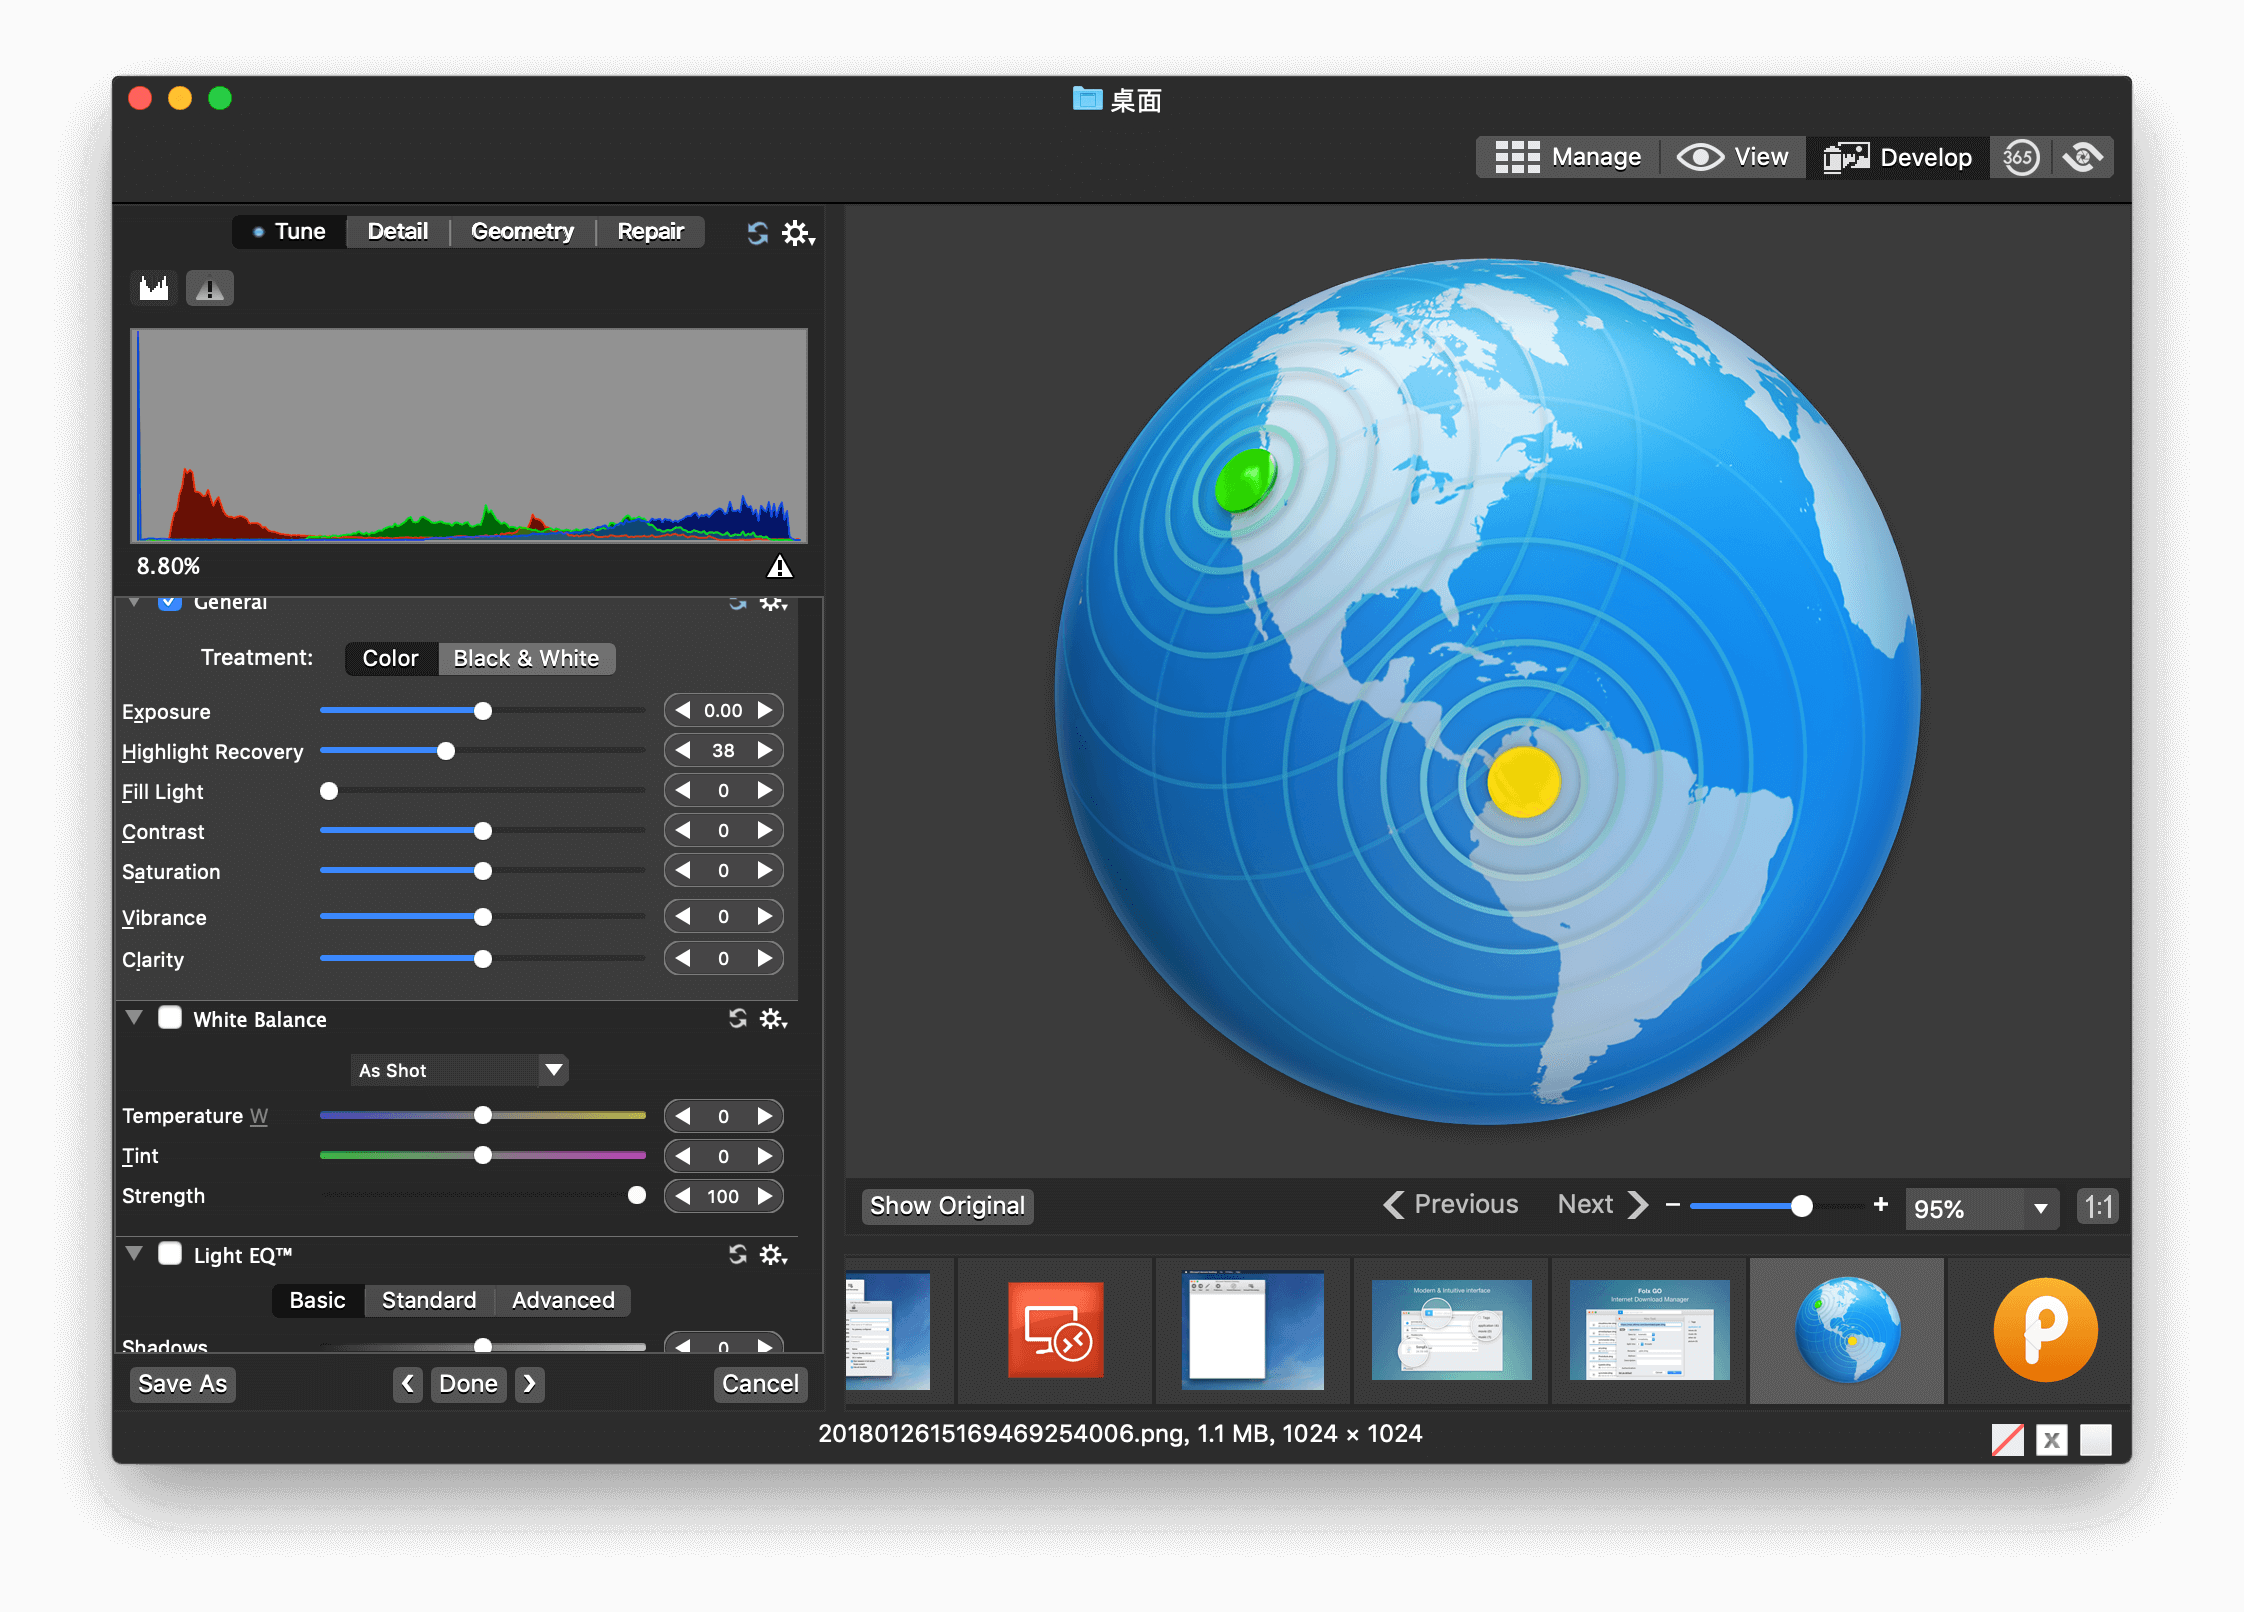 桌面
Manage View Develop 365
Tune Detail Geometry Repair
8.80%
General
Treatment: Color Black & White
Exposure 0.00
Highlight Recovery 38
Fill Light 0
Contrast 0
Saturation 0
Vibrance 0
Clarity 0
White Balance
As Shot
Temperature W 0
Tint 0
Strength 100
Light EQ™
Basic Standard Advanced
Shadows 0
Save As Done Cancel
Show Original Previous Next − + 95% 1:1
Modern & Intuitive interface
Folx GO
Internet Download Manager
2018012615169469254006.png, 1.1 MB, 1024 × 1024
X